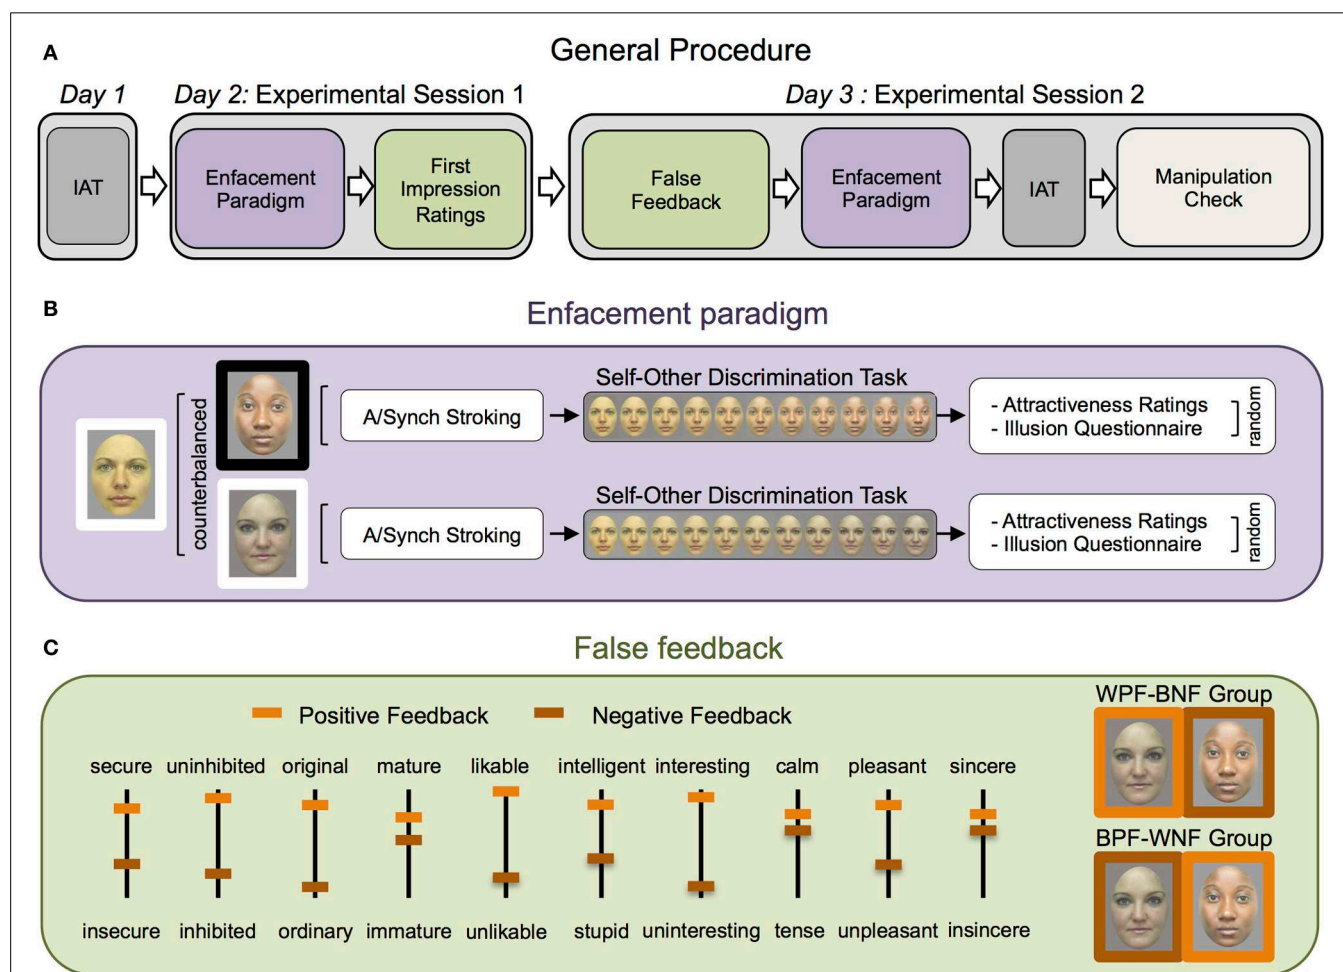 A
General Procedure
Day 1
Day 2: Experimental Session 1
Day 3 : Experimental Session 2
IAT
Enfacement
Paradigm
First
Impression
Ratings
False
Feedback
Enfacement
Paradigm
IAT
Manipulation
Check
B
Enfacement paradigm
counterbalanced
A/Synch Stroking
Self-Other Discrimination Task
- Attractiveness Ratings
- Illusion Questionnaire
random
A/Synch Stroking
Self-Other Discrimination Task
- Attractiveness Ratings
- Illusion Questionnaire
random
C
False feedback
Positive Feedback
Negative Feedback
secure uninhibited original mature likable intelligent interesting calm pleasant sincere
insecure inhibited ordinary immature unlikable stupid uninteresting tense unpleasant insincere
WPF-BNF Group
BPF-WNF Group